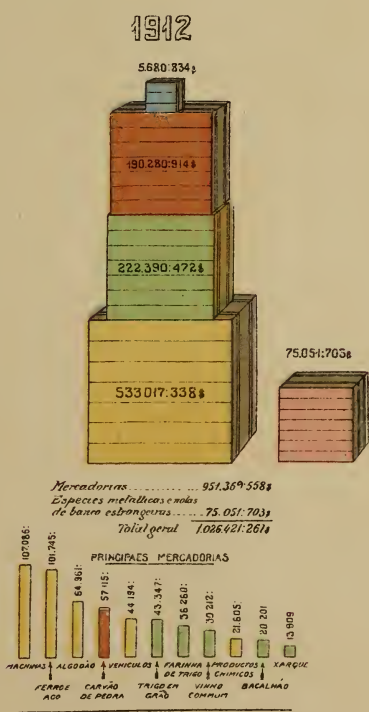 1912
5.680:834$
190.280:914$
222.390:472$
533.017:338$
75.051:703$
Mercadorias ........ 951.369:558$
Especies metallicas e notas
de banco estrangeiras ..... 75.051:703$
Total geral 1.026.421:261$
PRINCIPAES MERCADORIAS
107.086:
101.745:
64.961:
57.115:
44.194:
43.347:
36.260:
30.212:
21.605:
20.201
13.909
MACHINAS ALGODÃO VEHICULOS FARINHA DE TRIGO PRODUCTOS CHIMICOS XARQUE
FERRO E AÇO CARVÃO DE PEDRA TRIGO EM GRÃO VINHO COMMUM BACALHÃO